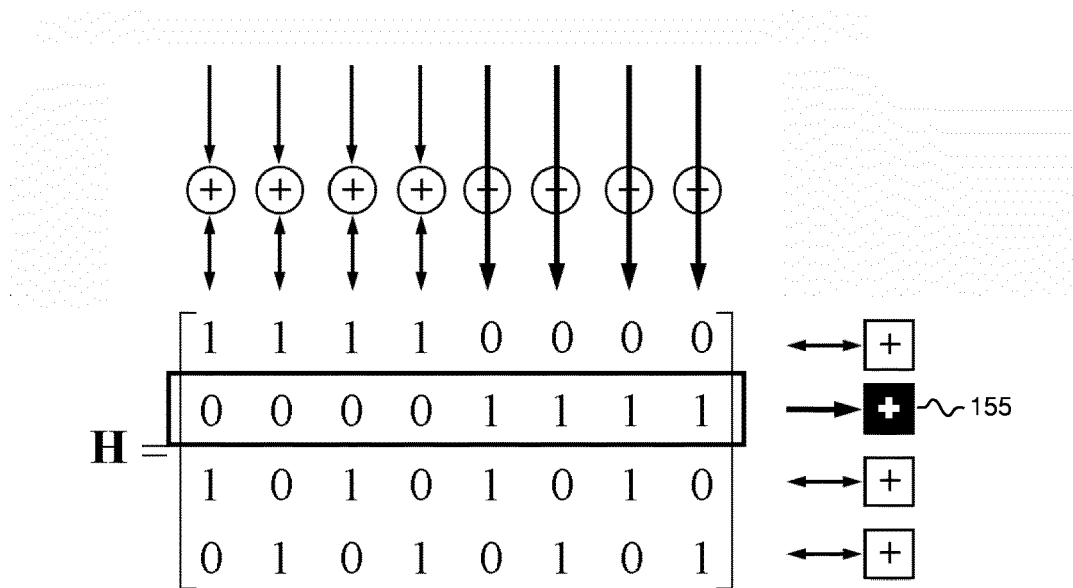 + + + + + + + +
1 1 1 1 0 0 0 0 +
0 0 0 0 1 1 1 1 + 155
H =
1 0 1 0 1 0 1 0 +
0 1 0 1 0 1 0 1 +